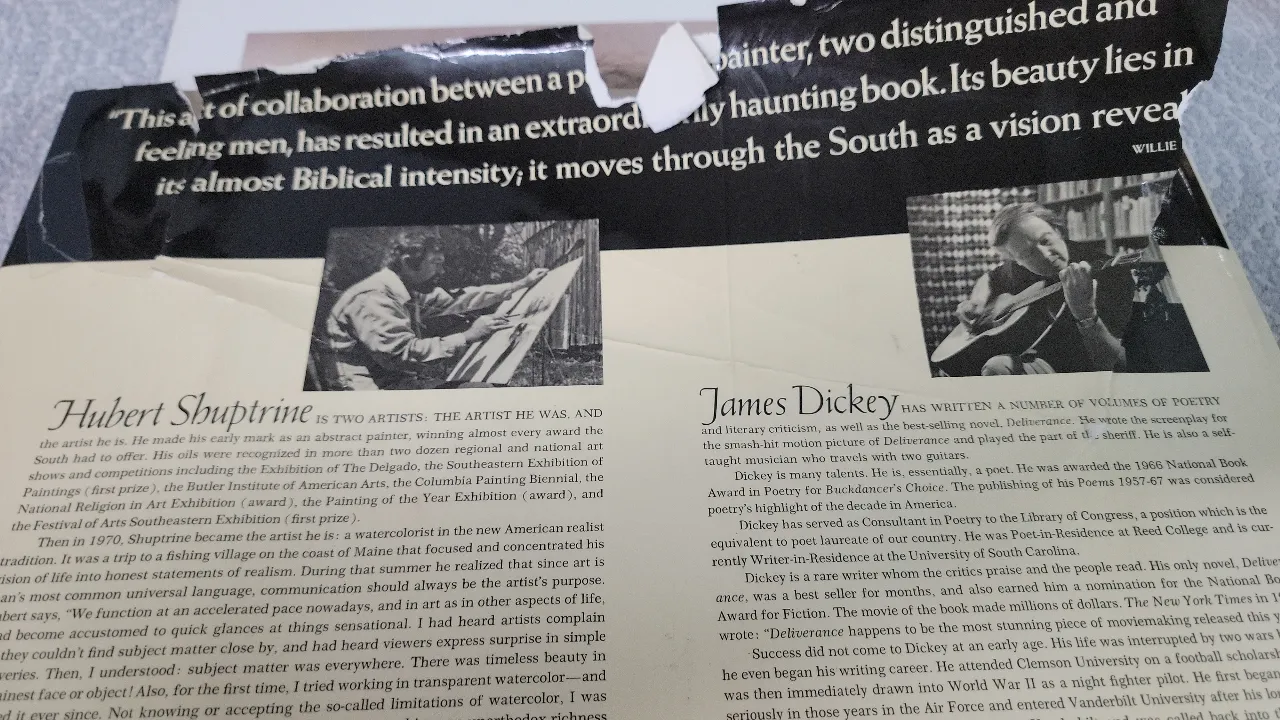 "This a t of collaboration between a p painter, two distinguished and
feeling men, has resulted in an extraord ly haunting book. Its beauty lies in
its almost Biblical intensity; it moves through the South as a vision reveal
WILLIE
Hubert Shuptrine IS TWO ARTISTS: THE ARTIST HE WAS, AND
the artist he is. He made his early mark as an abstract painter, winning almost every award the
South had to offer. His oils were recognized in more than two dozen regional and national art
shows and competitions including the Exhibition of The Delgado, the Southeastern Exhibition of
Paintings (first prize), the Butler Institute of American Arts, the Columbia Painting Biennial, the
National Religion in Art Exhibition (award), the Painting of the Year Exhibition (award), and
the Festival of Arts Southeastern Exhibition (first prize).
Then in 1970, Shuptrine became the artist he is: a watercolorist in the new American realist
tradition. It was a trip to a fishing village on the coast of Maine that focused and concentrated his
ision of life into honest statements of realism. During that summer he realized that since art is
an's most common universal language, communication should always be the artist's purpose.
bert says, "We function at an accelerated pace nowadays, and in art as in other aspects of life,
d become accustomed to quick glances at things sensational. I had heard artists complain
they couldn't find subject matter close by, and had heard viewers express surprise in simple
veries. Then, I understood: subject matter was everywhere. There was timeless beauty in
inest face or object! Also, for the first time, I tried working in transparent watercolor—and
d it ever since. Not knowing or accepting the so-called limitations of watercolor, I was
unorthodox richness
James Dickey HAS WRITTEN A NUMBER OF VOLUMES OF POETRY
and literary criticism, as well as the best-selling novel, Deliverance. He wrote the screenplay for
the smash-hit motion picture of Deliverance and played the part of the sheriff. He is also a self-
taught musician who travels with two guitars.
Dickey is many talents. He is, essentially, a poet. He was awarded the 1966 National Book
Award in Poetry for Buckdancer's Choice. The publishing of his Poems 1957-67 was considered
poetry's highlight of the decade in America.
Dickey has served as Consultant in Poetry to the Library of Congress, a position which is the
equivalent to poet laureate of our country. He was Poet-in-Residence at Reed College and is cur-
rently Writer-in-Residence at the University of South Carolina.
Dickey is a rare writer whom the critics praise and the people read. His only novel, Deliver-
ance, was a best seller for months, and also earned him a nomination for the National Bo
Award for Fiction. The movie of the book made millions of dollars. The New York Times in 1
wrote: "Deliverance happens to be the most stunning piece of moviemaking released this y
Success did not come to Dickey at an early age. His life was interrupted by two wars
he even began his writing career. He attended Clemson University on a football scholarsh
was then immediately drawn into World War II as a night fighter pilot. He first began
seriously in those years in the Air Force and entered Vanderbilt University after his
called back into